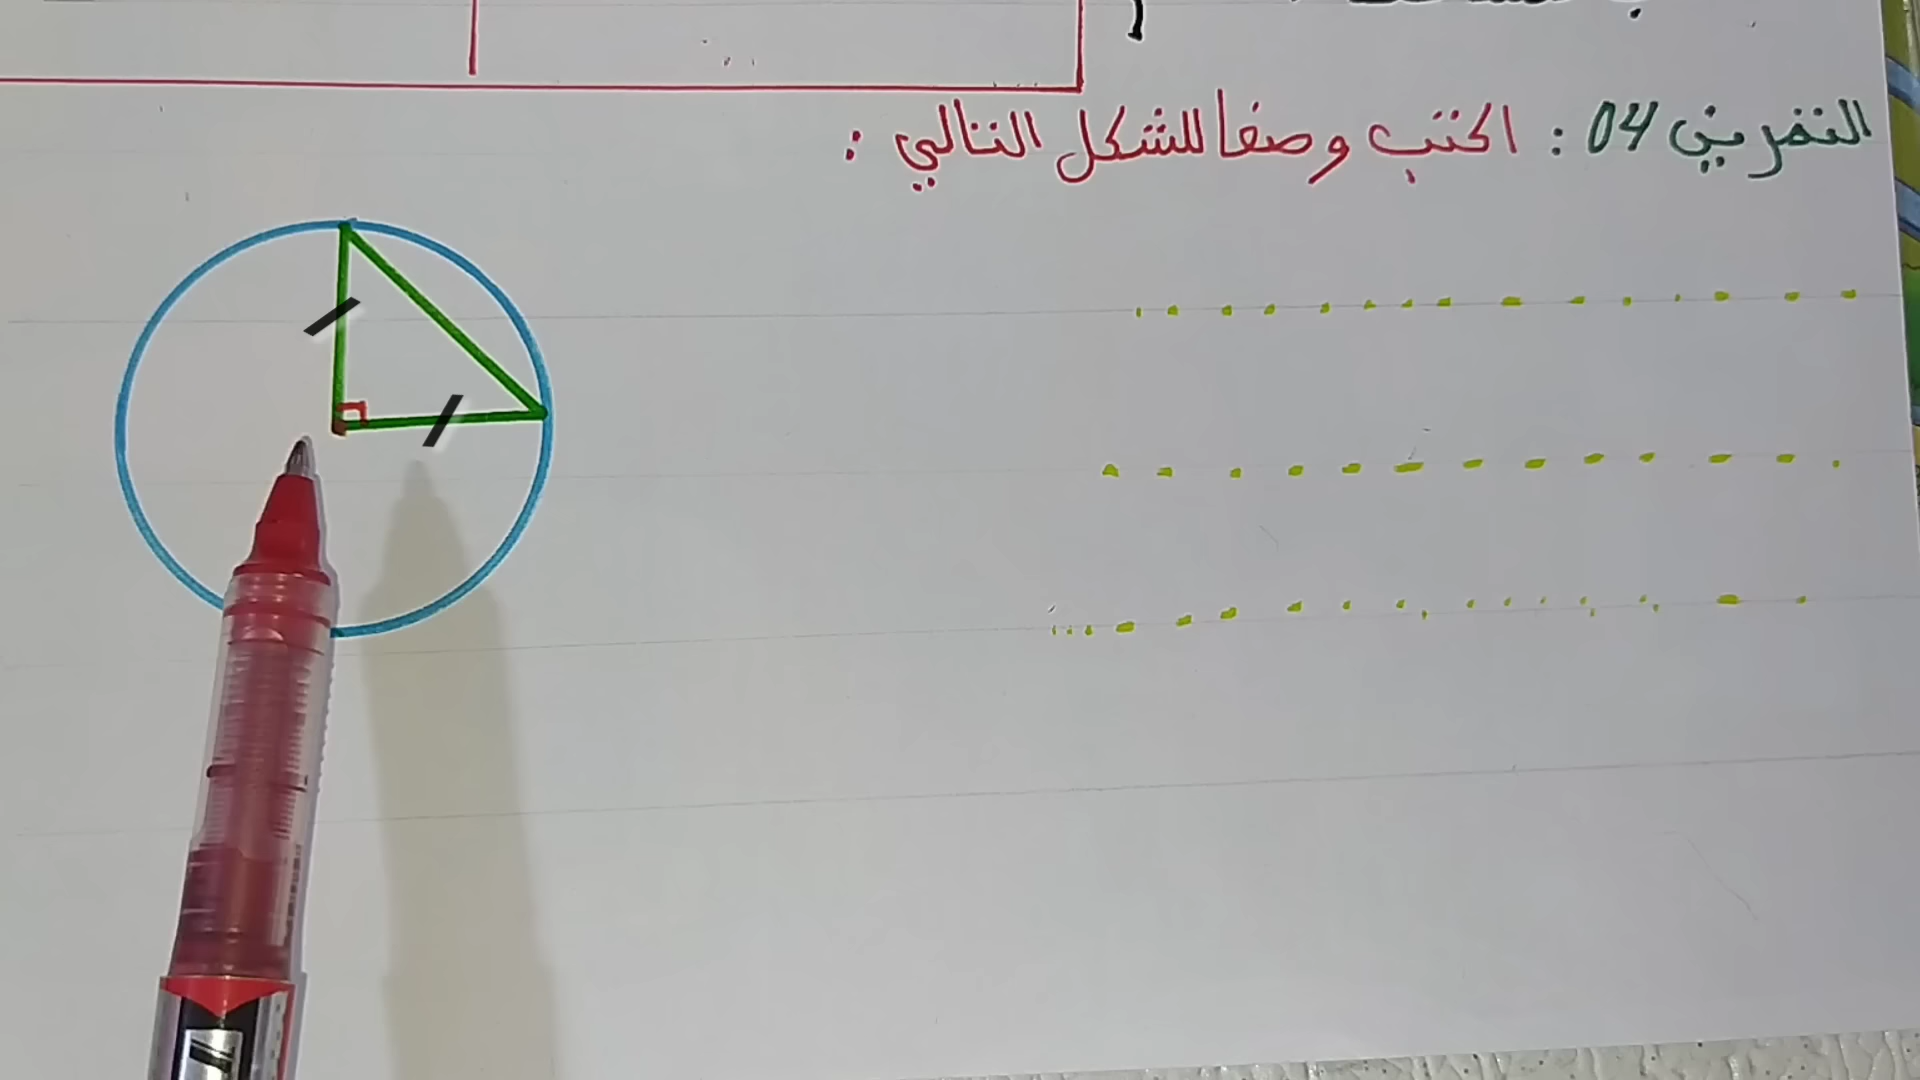 التمرين 04 : اكتب وصفا للشكل التالي :